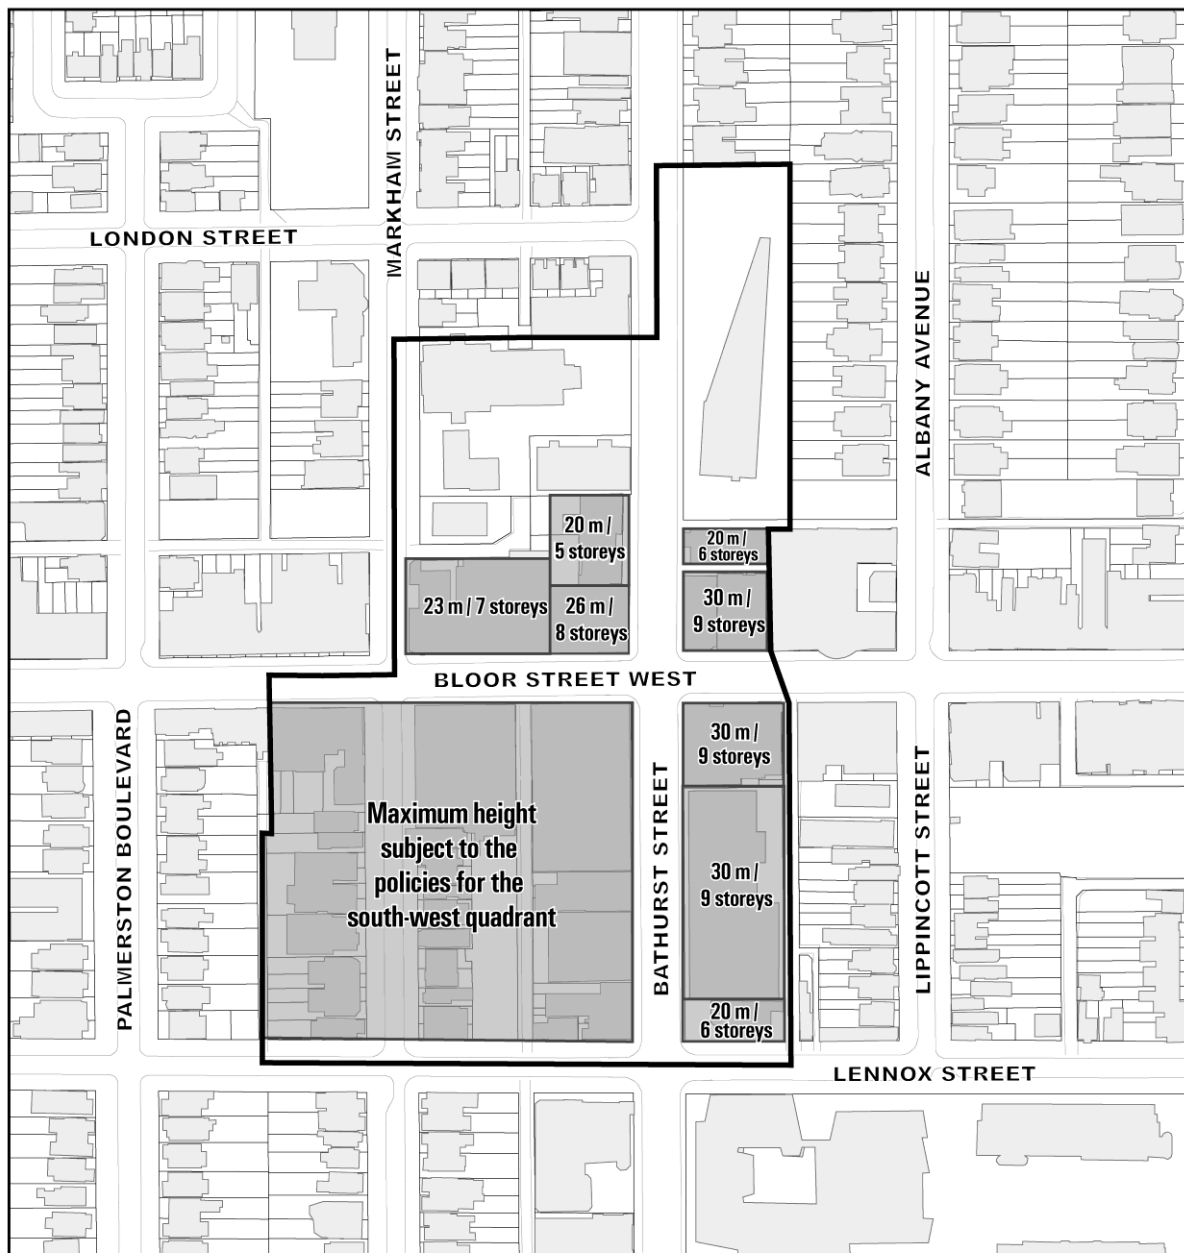 MARKHAM STREET
LONDON STREET
ALBANY AVENUE
20 m /
5 storeys
20 m /
6 storeys
23 m / 7 storeys
26 m /
8 storeys
30 m /
9 storeys
BLOOR STREET WEST
PALMERSTON BOULEVARD
Maximum height
subject to the
policies for the
south-west quadrant
BATHURST STREET
30 m /
9 storeys
30 m /
9 storeys
20 m /
6 storeys
LIPPINCOTT STREET
LENNOX STREET